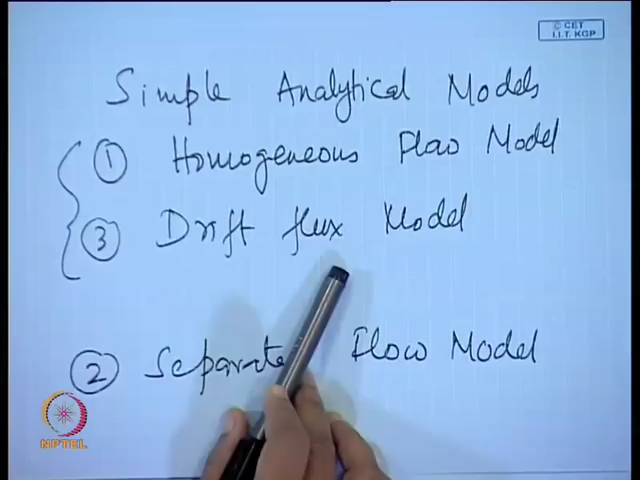 © CET
I.I.T. KGP
Simple Analytical Models
① Homogeneous Flow Model
③ Drift flux Model
② Separate Flow Model
NPTEL